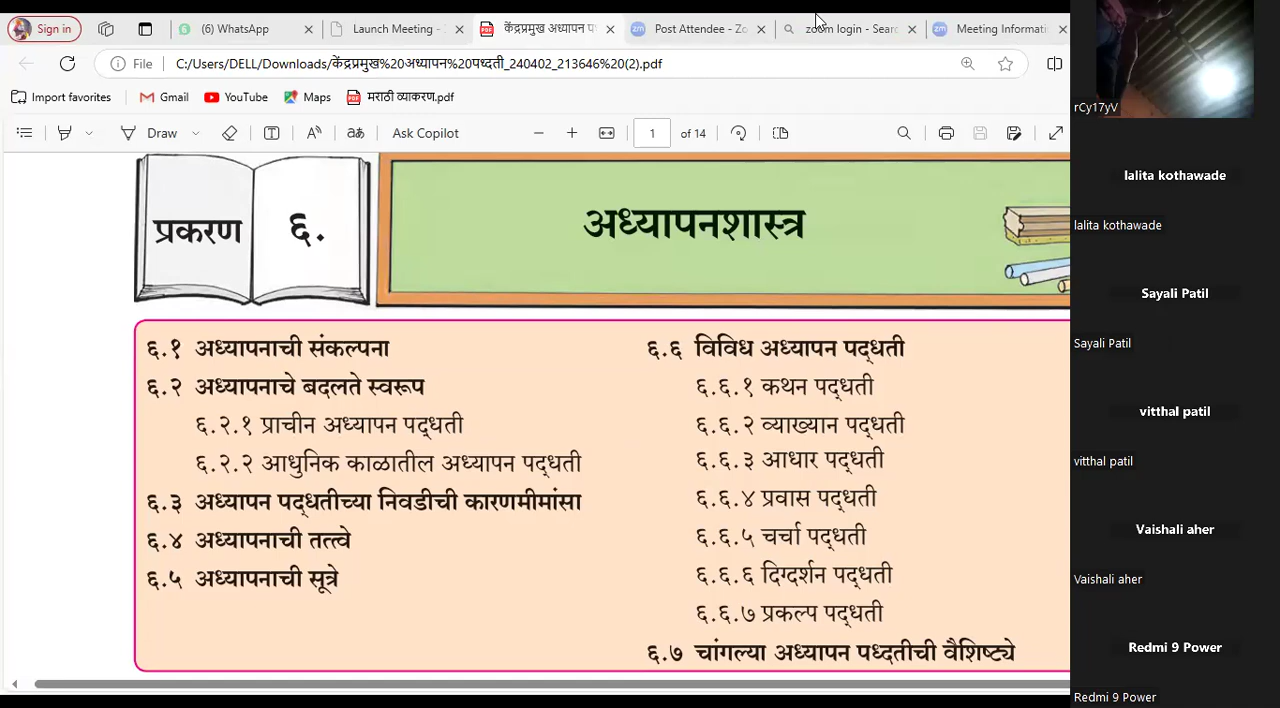 Sign in
(6) WhatsApp
Launch Meeting -
केंद्रप्रमुख अध्यापन प
Post Attendee - Zo
zoom login - Searc
Meeting Informati
File
C:/Users/DELL/Downloads/केंद्रप्रमुख%20अध्यापन%20पध्दती_240402_213646%20(2).pdf
Import favorites
Gmail
YouTube
Maps
मराठी व्याकरण.pdf
Draw
Ask Copilot
1
of 14
प्रकरण
६.
अध्यापनशास्त्र
६.१ अध्यापनाची संकल्पना
६.२ अध्यापनाचे बदलते स्वरूप
६.२.१ प्राचीन अध्यापन पद्धती
६.२.२ आधुनिक काळातील अध्यापन पद्धती
६.३ अध्यापन पद्धतीच्या निवडीची कारणमीमांसा
६.४ अध्यापनाची तत्त्वे
६.५ अध्यापनाची सूत्रे
६.६ विविध अध्यापन पद्धती
६.६.१ कथन पद्धती
६.६.२ व्याख्यान पद्धती
६.६.३ आधार पद्धती
६.६.४ प्रवास पद्धती
६.६.५ चर्चा पद्धती
६.६.६ दिग्दर्शन पद्धती
६.६.७ प्रकल्प पद्धती
६.७ चांगल्या अध्यापन पध्दतीची वैशिष्ट्ये
rCy17yV
lalita kothawade
lalita kothawade
Sayali Patil
Sayali Patil
vitthal patil
vitthal patil
Vaishali aher
Vaishali aher
Redmi 9 Power
Redmi 9 Power